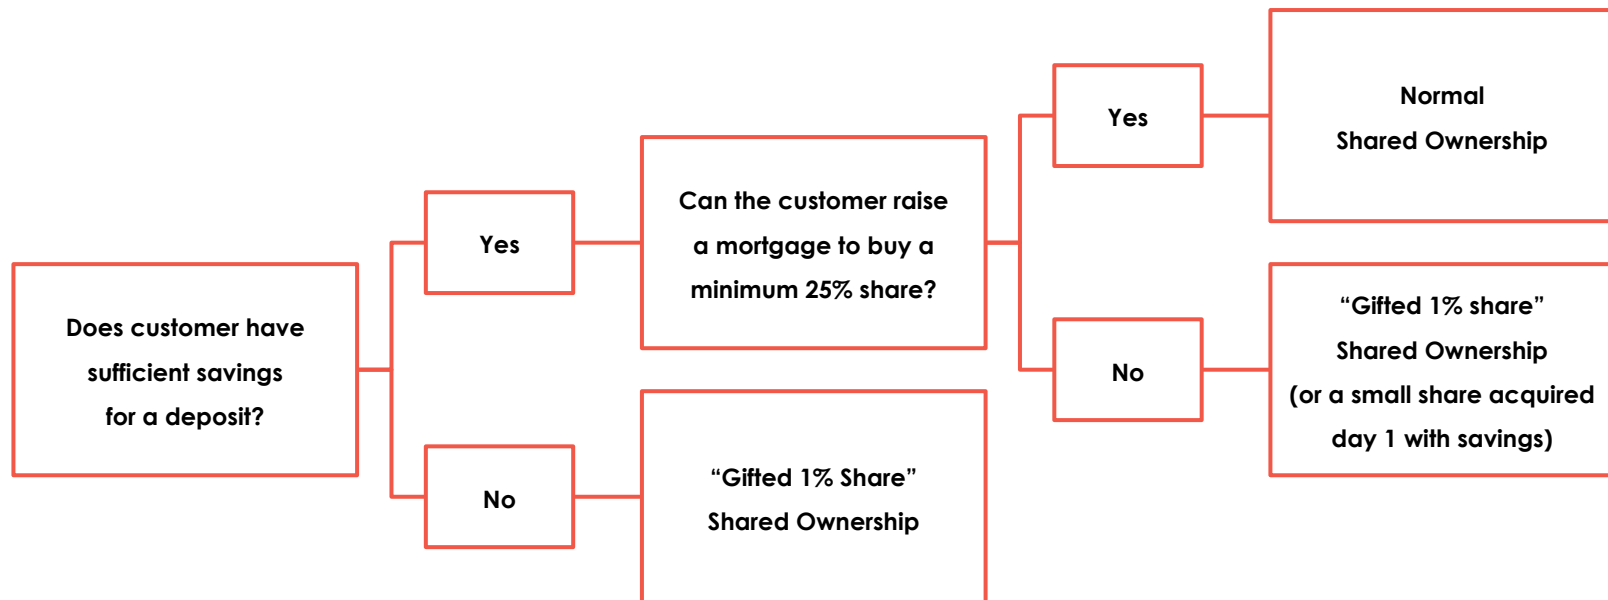 Does customer have
sufficient savings
for a deposit?
Yes
No
Can the customer raise
a mortgage to buy a
minimum 25% share?
“Gifted 1% Share”
Shared Ownership
Yes
No
Normal
Shared Ownership
“Gifted 1% share”
Shared Ownership
(or a small share acquired
day 1 with savings)